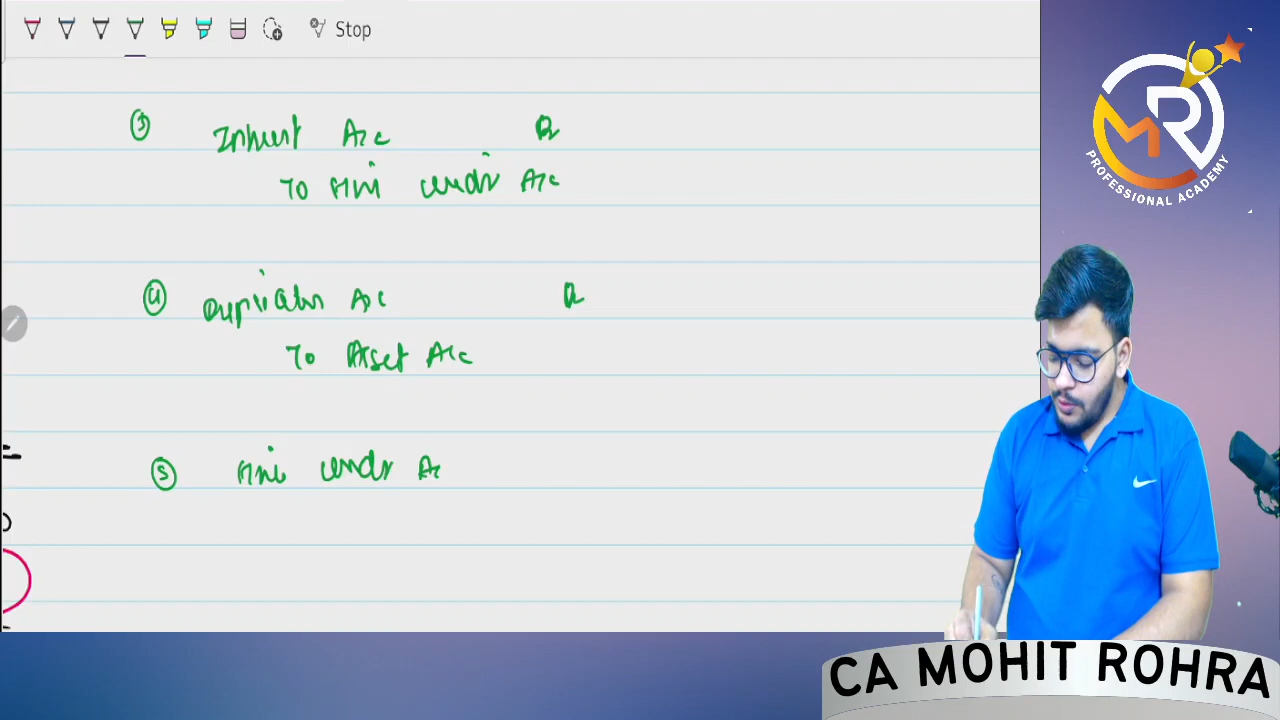 Stop
③ Interest A/c Dr
To Hire vendor A/c
④ Depreciation A/c Dr
To Asset A/c
⑤ Hire vendor A/c
MR
PROFESSIONAL ACADEMY
CA MOHIT ROHRA